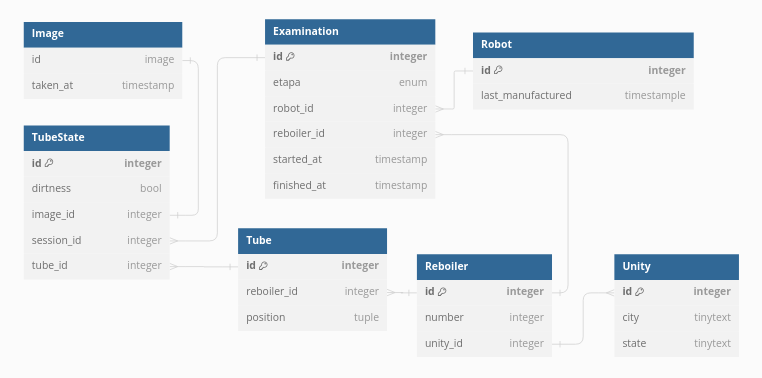 Image
id image
taken_at timestamp
TubeState
id integer
dirtness bool
image_id integer
session_id integer
tube_id integer
Examination
id integer
etapa enum
robot_id integer
reboiler_id integer
started_at timestamp
finished_at timestamp
Robot
id integer
last_manufactured timestample
Tube
id integer
reboiler_id integer
position tuple
Reboiler
id integer
number integer
unity_id integer
Unity
id integer
city tinytext
state tinytext